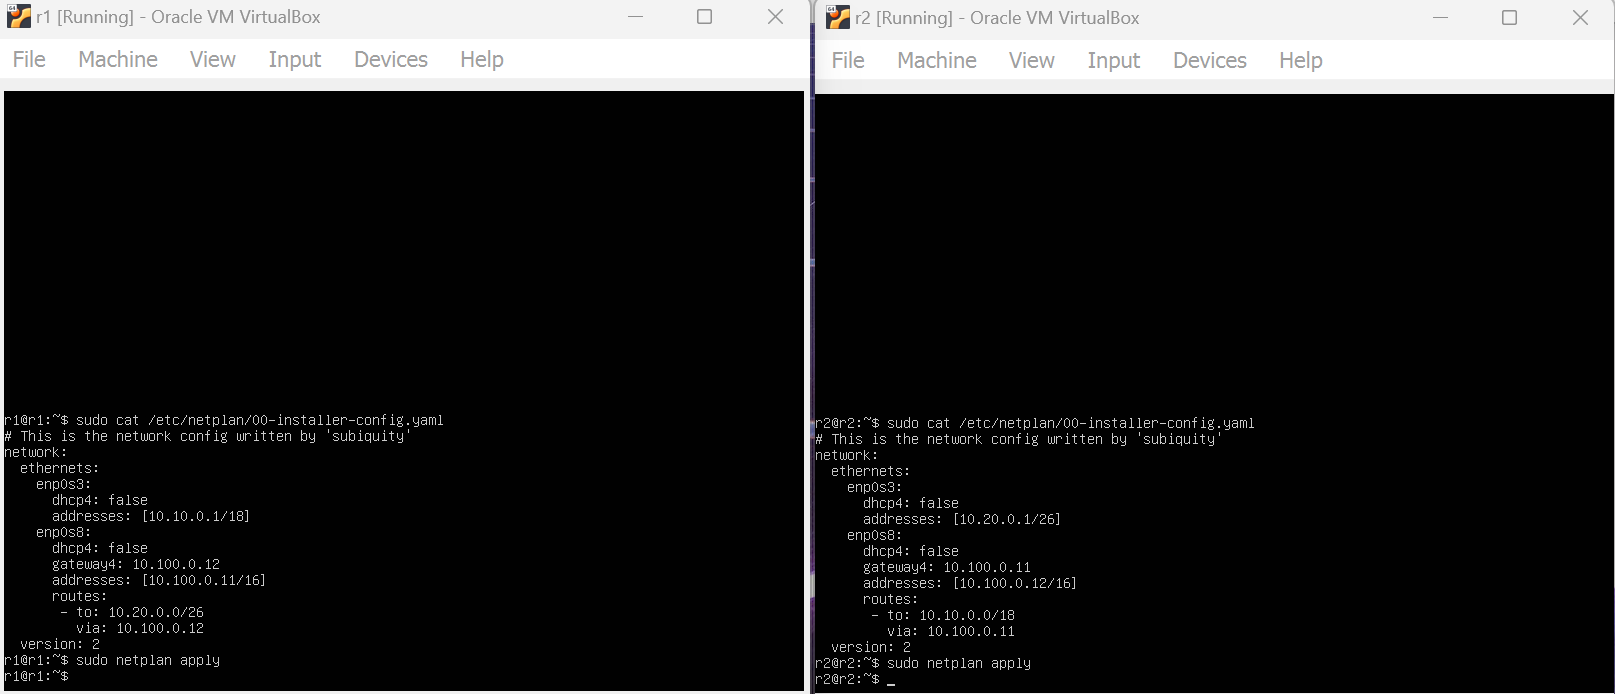 r1 [Running] - Oracle VM VirtualBox
File Machine View Input Devices Help
r1@r1:~$ sudo cat /etc/netplan/00-installer-config.yaml
# This is the network config written by 'subiquity'
network:
  ethernets:
    enp0s3:
      dhcp4: false
      addresses: [10.10.0.1/18]
    enp0s8:
      dhcp4: false
      gateway4: 10.100.0.12
      addresses: [10.100.0.11/16]
      routes:
       - to: 10.20.0.0/26
         via: 10.100.0.12
  version: 2
r1@r1:~$ sudo netplan apply
r1@r1:~$
r2 [Running] - Oracle VM VirtualBox
File Machine View Input Devices Help
r2@r2:~$ sudo cat /etc/netplan/00-installer-config.yaml
# This is the network config written by 'subiquity'
network:
  ethernets:
    enp0s3:
      dhcp4: false
      addresses: [10.20.0.1/26]
    enp0s8:
      dhcp4: false
      gateway4: 10.100.0.11
      addresses: [10.100.0.12/16]
      routes:
       - to: 10.10.0.0/18
         via: 10.100.0.11
  version: 2
r2@r2:~$ sudo netplan apply
r2@r2:~$ _